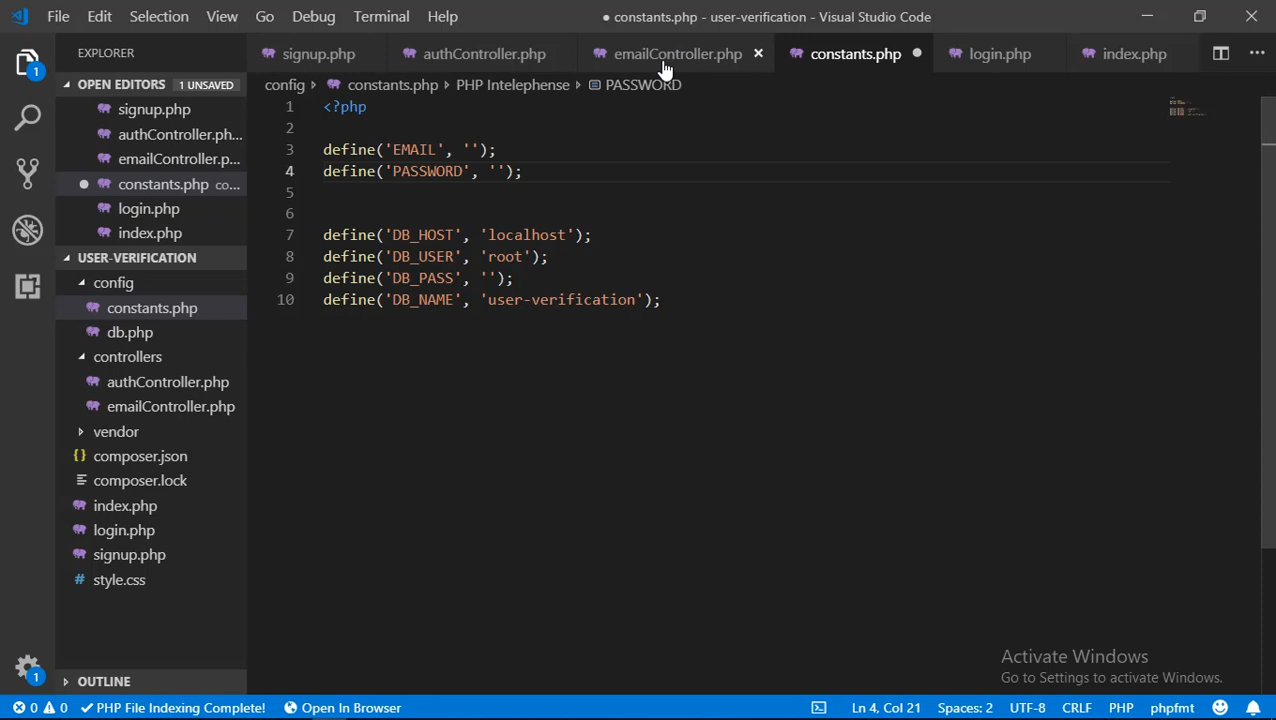 File Edit Selection View Go Debug Terminal Help
● constants.php - user-verification - Visual Studio Code
EXPLORER
signup.php authController.php emailController.php × constants.php ● login.php index.php
OPEN EDITORS 1 UNSAVED
signup.php
authController.ph...
emailController.p...
constants.php co...
login.php
index.php
USER-VERIFICATION
config
constants.php
db.php
controllers
authController.php
emailController.php
vendor
{} composer.json
composer.lock
index.php
login.php
signup.php
# style.css
OUTLINE
config > constants.php > PHP Intelephense > PASSWORD
1 <?php
2
3 define('EMAIL', '');
4 define('PASSWORD', '');
5
6
7 define('DB_HOST', 'localhost');
8 define('DB_USER', 'root');
9 define('DB_PASS', '');
10 define('DB_NAME', 'user-verification');
1
1
Activate Windows
Go to Settings to activate Windows.
0 0 PHP File Indexing Complete! Open In Browser Ln 4, Col 21 Spaces: 2 UTF-8 CRLF PHP phpfmt